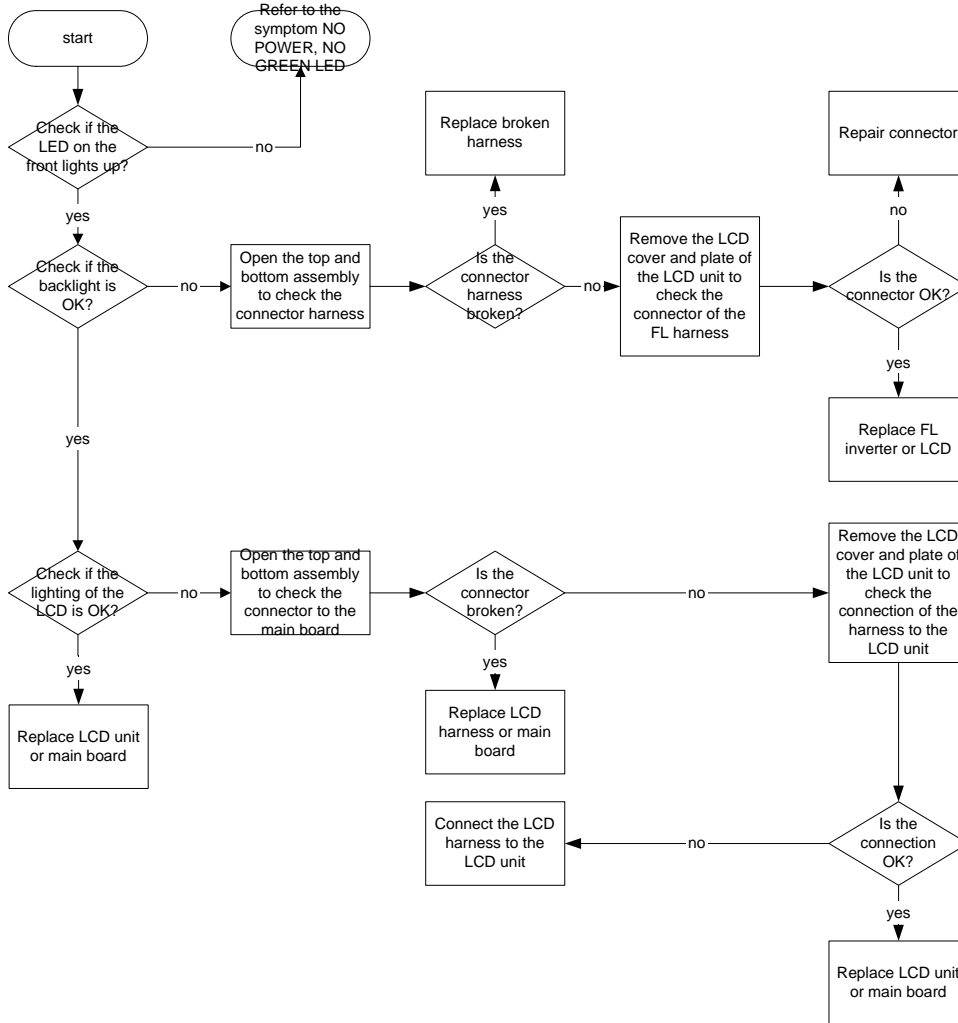 start
Refer to the
symptom NO
POWER, NO
GREEN LED
Check if the
LED on the
front lights up?
no
yes
Replace broken
harness
Repair connector
yes
no
Check if the
backlight is
OK?
no
Open the top and
bottom assembly
to check the
connector harness
Is the
connector
harness
broken?
no
Remove the LCD
cover and plate of
the LCD unit to
check the
connector of the
FL harness
Is the
connector OK?
yes
yes
Replace FL
inverter or LCD
Check if the
lighting of the
LCD is OK?
no
Open the top and
bottom assembly
to check the
connector to the
main board
Is the
connector
broken?
no
Remove the LCD
cover and plate of
the LCD unit to
check the
connection of the
harness to the
LCD unit
yes
yes
Replace LCD unit
or main board
Replace LCD
harness or main
board
Connect the LCD
harness to the
LCD unit
no
Is the
connection
OK?
yes
Replace LCD unit
or main board